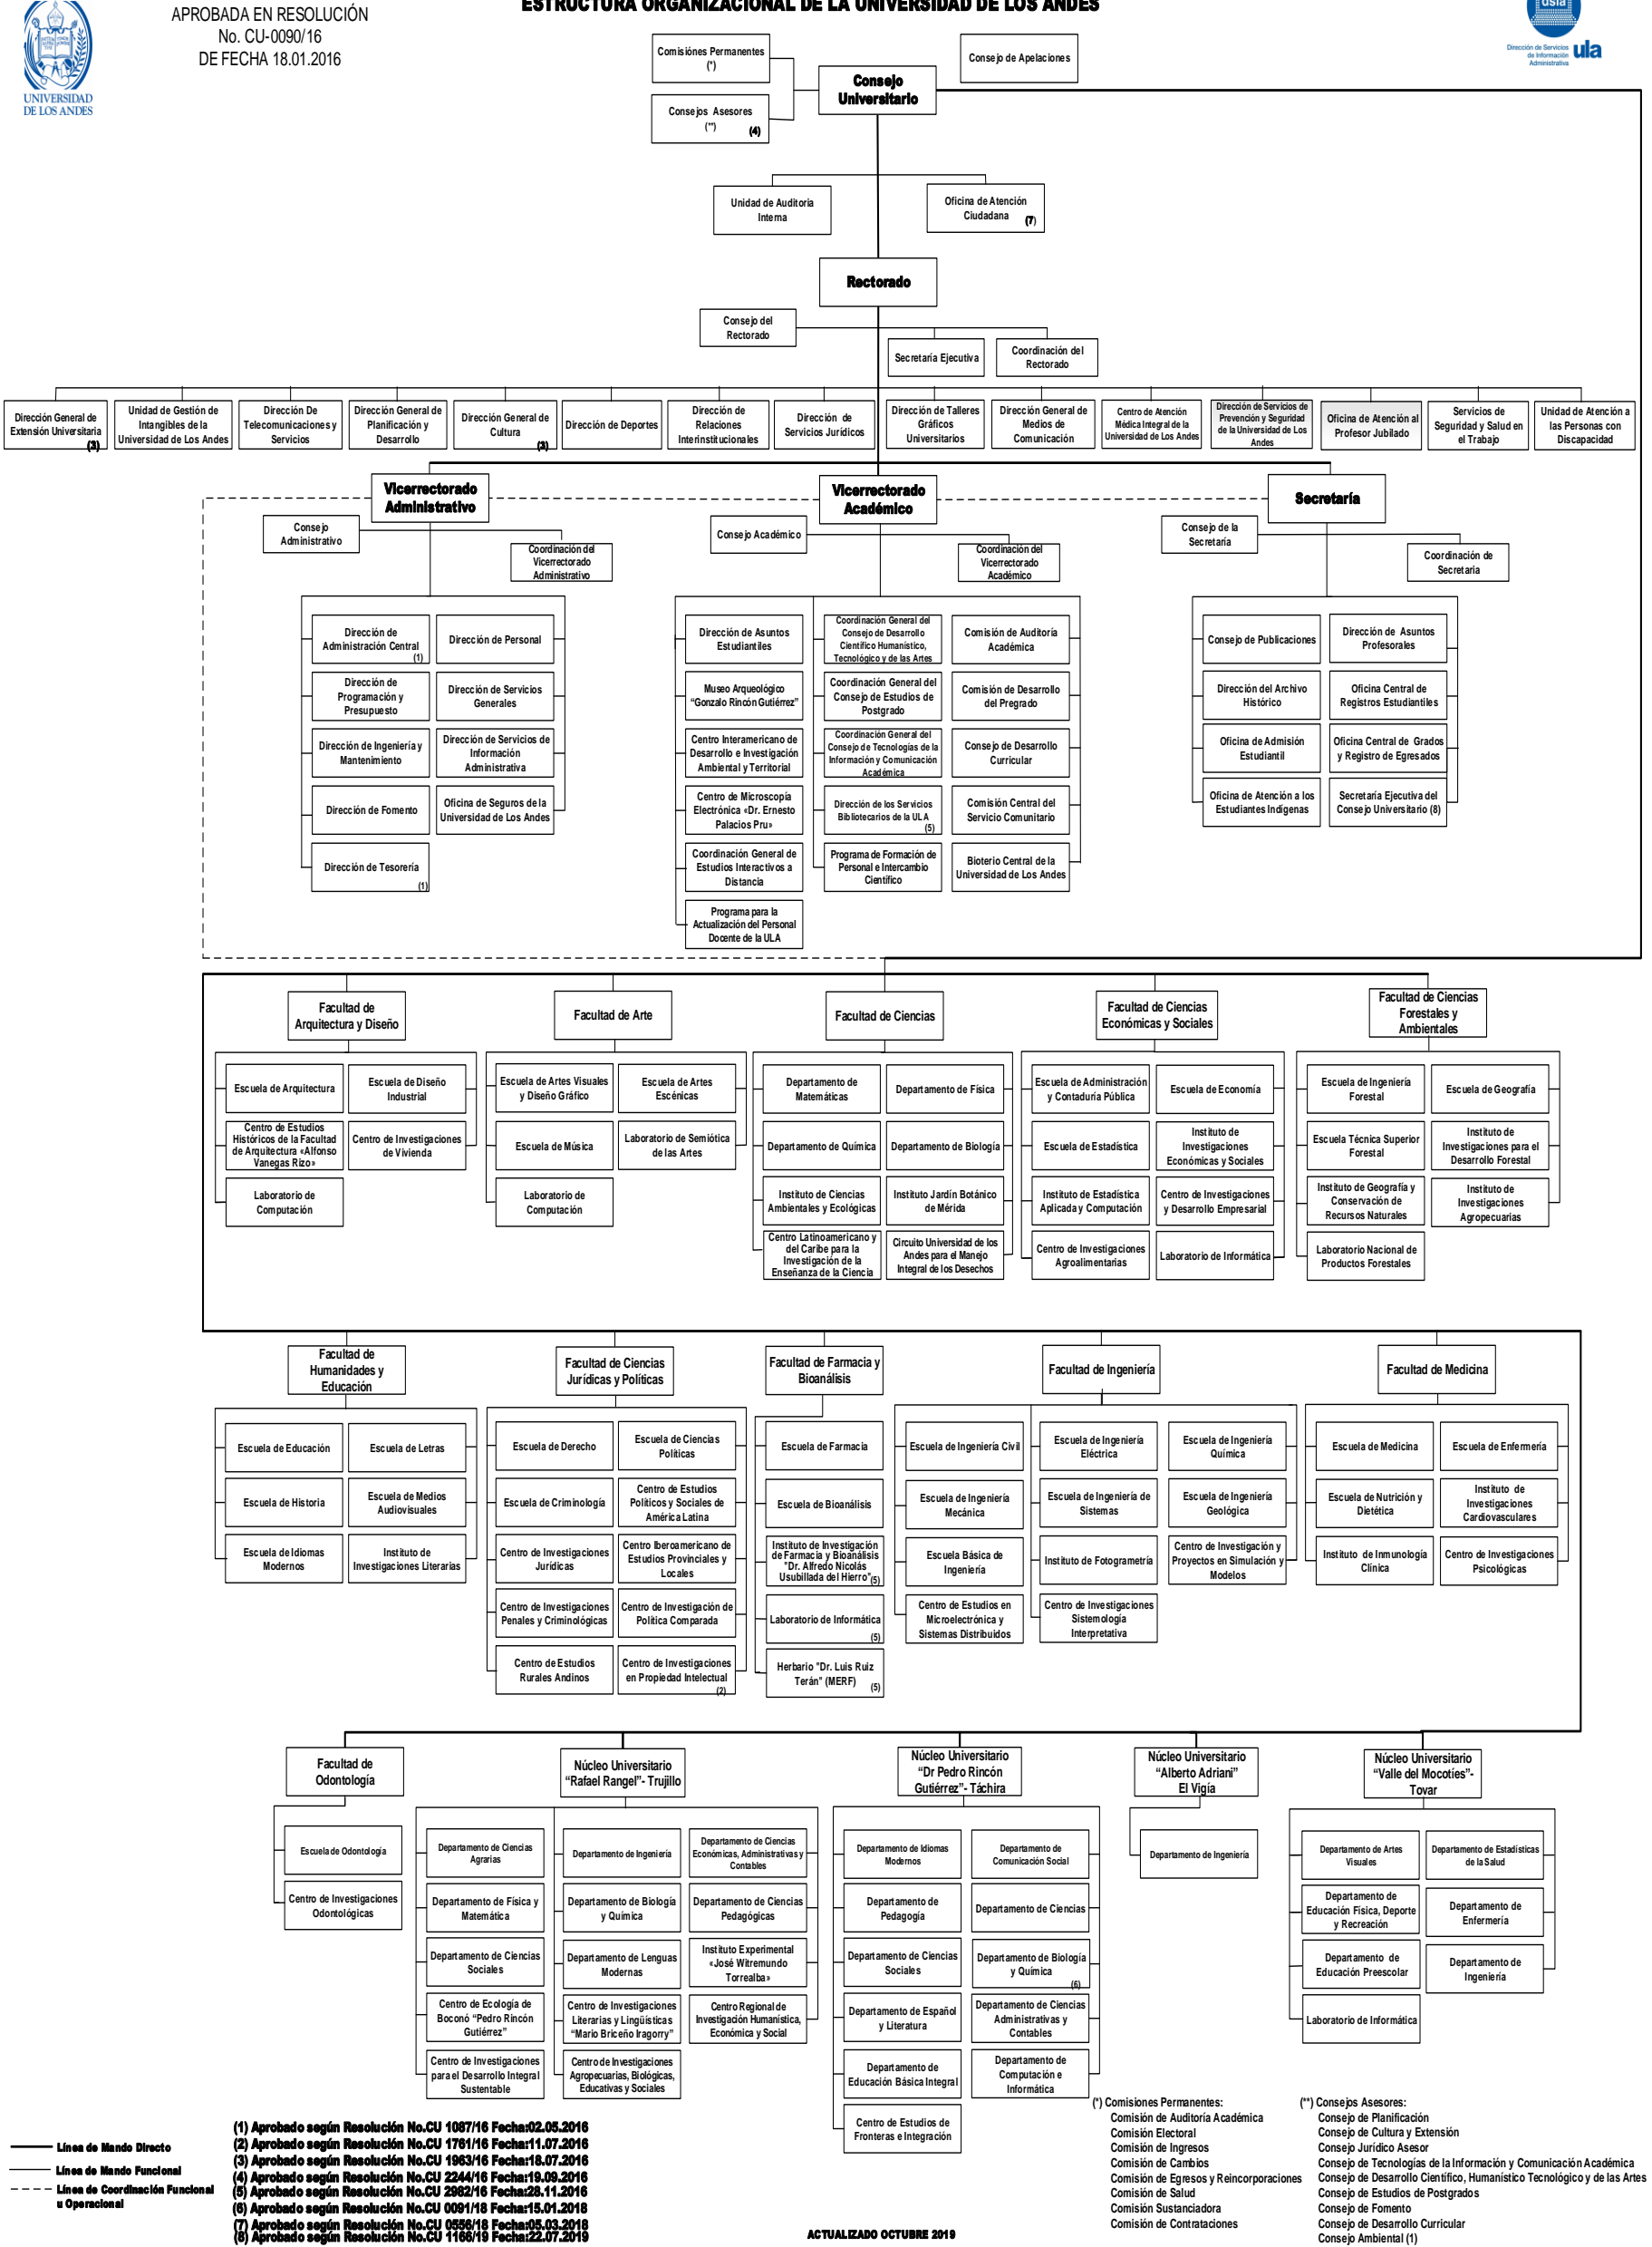 ESTRUCTURA ORGANIZACIONAL DE LA UNIVERSIDAD DE LOS ANDES
APROBADA EN RESOLUCIÓN
No. CU-0090/16
DE FECHA 18.01.2016
UNIVERSIDAD
DE LOS ANDES
dsia
Dirección de Servicios
de Información
Administrativa
ula
Comisiónes Permanentes
(*)
Consejo de Apelaciones
Consejo
Universitario
Consejos Asesores
(**)
(4)
Unidad de Auditoría
Interna
Oficina de Atención
Ciudadana
(7)
Rectorado
Consejo del
Rectorado
Secretaría Ejecutiva
Coordinación del
Rectorado
Dirección General de
Extensión Universitaria
(3)
Unidad de Gestión de
Intangibles de la
Universidad de Los Andes
Dirección De
Telecomunicaciones y
Servicios
Dirección General de
Planificación y
Desarrollo
Dirección General de
Cultura
(3)
Dirección de Deportes
Dirección de
Relaciones
Interinstitucionales
Dirección de
Servicios Jurídicos
Dirección de Talleres
Gráficos
Universitarios
Dirección General de
Medios de
Comunicación
Centro de Atención
Médica Integral de la
Universidad de Los Andes
Dirección de Servicios de
Prevención y Seguridad
de la Universidad de Los
Andes
Oficina de Atención al
Profesor Jubilado
Servicios de
Seguridad y Salud en
el Trabajo
Unidad de Atención a
las Personas con
Discapacidad
Vicerrectorado
Administrativo
Vicerrectorado
Académico
Secretaría
Consejo
Administrativo
Coordinación del
Vicerrectorado
Administrativo
Consejo Académico
Coordinación del
Vicerrectorado
Académico
Consejo de la
Secretaría
Coordinación de
Secretaria
Dirección de
Administración Central
(1)
Dirección de Personal
Dirección de
Programación y
Presupuesto
Dirección de Servicios
Generales
Dirección de Ingeniería y
Mantenimiento
Dirección de Servicios de
Información
Administrativa
Dirección de Fomento
Oficina de Seguros de la
Universidad de Los Andes
Dirección de Tesorería
(1)
Dirección de Asuntos
Estudiantiles
Coordinación General del
Consejo de Desarrollo
Científico Humanístico,
Tecnológico y de las Artes
Comisión de Auditoría
Académica
Museo Arqueológico
“Gonzalo Rincón Gutiérrez”
Coordinación General del
Consejo de Estudios de
Postgrado
Comisión de Desarrollo
del Pregrado
Centro Interamericano de
Desarrollo e Investigación
Ambiental y Territorial
Coordinación General del
Consejo de Tecnologías de la
Información y Comunicación
Académica
Consejo de Desarrollo
Curricular
Centro de Microscopía
Electrónica «Dr. Ernesto
Palacios Pru»
Dirección de los Servicios
Bibliotecarios de la ULA
(5)
Comisión Central del
Servicio Comunitario
Coordinación General de
Estudios Interactivos a
Distancia
Programa de Formación de
Personal e Intercambio
Científico
Bioterio Central de la
Universidad de Los Andes
Programa para la
Actualización del Personal
Docente de la ULA
Consejo de Publicaciones
Dirección de Asuntos
Profesorales
Dirección del Archivo
Histórico
Oficina Central de
Registros Estudiantiles
Oficina de Admisión
Estudiantil
Oficina Central de Grados
y Registro de Egresados
Oficina de Atención a los
Estudiantes Indígenas
Secretaría Ejecutiva del
Consejo Universitario (8)
Facultad de
Arquitectura y Diseño
Facultad de Arte
Facultad de Ciencias
Facultad de Ciencias
Económicas y Sociales
Facultad de Ciencias
Forestales y
Ambientales
Escuela de Arquitectura
Escuela de Diseño
Industrial
Centro de Estudios
Históricos de la Facultad
de Arquitectura «Alfonso
Vanegas Rizo»
Centro de Investigaciones
de Vivienda
Laboratorio de
Computación
Escuela de Artes Visuales
y Diseño Gráfico
Escuela de Artes
Escénicas
Escuela de Música
Laboratorio de Semiótica
de las Artes
Laboratorio de
Computación
Departamento de
Matemáticas
Departamento de Física
Departamento de Química
Departamento de Biología
Instituto de Ciencias
Ambientales y Ecológicas
Instituto Jardín Botánico
de Mérida
Centro Latinoamericano y
del Caribe para la
Investigación de la
Enseñanza de la Ciencia
Circuito Universidad de los
Andes para el Manejo
Integral de los Desechos
Escuela de Administración
y Contaduría Pública
Escuela de Economía
Escuela de Estadística
Instituto de
Investigaciones
Económicas y Sociales
Instituto de Estadística
Aplicada y Computación
Centro de Investigaciones
y Desarrollo Empresarial
Centro de Investigaciones
Agroalimentarias
Laboratorio de Informática
Escuela de Ingeniería
Forestal
Escuela de Geografía
Escuela Técnica Superior
Forestal
Instituto de
Investigaciones para el
Desarrollo Forestal
Instituto de Geografía y
Conservación de
Recursos Naturales
Instituto de
Investigaciones
Agropecuarias
Laboratorio Nacional de
Productos Forestales
Facultad de
Humanidades y
Educación
Facultad de Ciencias
Jurídicas y Políticas
Facultad de Farmacia y
Bioanálisis
Facultad de Ingeniería
Facultad de Medicina
Escuela de Educación
Escuela de Letras
Escuela de Historia
Escuela de Medios
Audiovisuales
Escuela de Idiomas
Modernos
Instituto de
Investigaciones Literarias
Escuela de Derecho
Escuela de Ciencias
Políticas
Escuela de Criminología
Centro de Estudios
Políticos y Sociales de
América Latina
Centro de Investigaciones
Jurídicas
Centro Iberoamericano de
Estudios Provinciales y
Locales
Centro de Investigaciones
Penales y Criminológicas
Centro de Investigación de
Política Comparada
Centro de Estudios
Rurales Andinos
Centro de Investigaciones
en Propiedad Intelectual
(2)
Escuela de Farmacia
Escuela de Bioanálisis
Instituto de Investigación
de Farmacia y Bioanálisis
"Dr. Alfredo Nicolás
Usubillada del Hierro"(5)
Laboratorio de Informática
(5)
Herbario "Dr. Luis Ruiz
Terán" (MERF)
(5)
Escuela de Ingeniería Civil
Escuela de Ingeniería
Eléctrica
Escuela de Ingeniería
Química
Escuela de Ingeniería
Mecánica
Escuela de Ingeniería de
Sistemas
Escuela de Ingeniería
Geológica
Escuela Básica de
Ingeniería
Instituto de Fotogrametría
Centro de Investigación y
Proyectos en Simulación y
Modelos
Centro de Estudios en
Microelectrónica y
Sistemas Distribuidos
Centro de Investigaciones
Sistemología
Interpretativa
Escuela de Medicina
Escuela de Enfermería
Escuela de Nutrición y
Dietética
Instituto de
Investigaciones
Cardiovasculares
Instituto de Inmunología
Clínica
Centro de Investigaciones
Psicológicas
Facultad de
Odontología
Núcleo Universitario
“Rafael Rangel”- Trujillo
Núcleo Universitario
“Dr Pedro Rincón
Gutiérrez”- Táchira
Núcleo Universitario
“Alberto Adriani”
El Vigía
Núcleo Universitario
“Valle del Mocotíes”-
Tovar
Escuela de Odontología
Centro de Investigaciones
Odontológicas
Departamento de Ciencias
Agrarias
Departamento de Ingeniería
Departamento de Ciencias
Económicas, Administrativas y
Contables
Departamento de Física y
Matemática
Departamento de Biología
y Química
Departamento de Ciencias
Pedagógicas
Departamento de Ciencias
Sociales
Departamento de Lenguas
Modernas
Instituto Experimental
«José Witremundo
Torrealba»
Centro de Ecología de
Boconó “Pedro Rincón
Gutiérrez”
Centro de Investigaciones
Literarias y Lingüísticas
“Mario Briceño Iragorry”
Centro Regional de
Investigación Humanística,
Económica y Social
Centro de Investigaciones
para el Desarrollo Integral
Sustentable
Centro de Investigaciones
Agropecuarias, Biológicas,
Educativas y Sociales
Departamento de Idiomas
Modernos
Departamento de
Comunicación Social
Departamento de
Pedagogía
Departamento de Ciencias
Departamento de Ciencias
Sociales
Departamento de Biología
y Química
(6)
Departamento de Español
y Literatura
Departamento de Ciencias
Administrativas y
Contables
Departamento de
Educación Básica Integral
Departamento de
Computación e
Informática
Centro de Estudios de
Fronteras e Integración
Departamento de Ingeniería
Departamento de Artes
Visuales
Departamento de Estadísticas
de la Salud
Departamento de
Educación Física, Deporte
y Recreación
Departamento de
Enfermería
Departamento de
Educación Preescolar
Departamento de
Ingeniería
Laboratorio de Informática
Línea de Mando Directo
Línea de Mando Funcional
Línea de Coordinación Funcional
u Operacional
(1) Aprobado según Resolución No.CU 1087/16 Fecha:02.05.2016
(2) Aprobado según Resolución No.CU 1761/16 Fecha:11.07.2016
(3) Aprobado según Resolución No.CU 1963/16 Fecha:18.07.2016
(4) Aprobado según Resolución No.CU 2244/16 Fecha:19.09.2016
(5) Aprobado según Resolución No.CU 2982/16 Fecha:28.11.2016
(6) Aprobado según Resolución No.CU 0091/18 Fecha:15.01.2018
(7) Aprobado según Resolución No.CU 0556/18 Fecha:05.03.2018
(8) Aprobado según Resolución No.CU 1166/19 Fecha:22.07.2019
ACTUALIZADO OCTUBRE 2019
(*) Comisiones Permanentes:
Comisión de Auditoría Académica
Comisión Electoral
Comisión de Ingresos
Comisión de Cambios
Comisión de Egresos y Reincorporaciones
Comisión de Salud
Comisión Sustanciadora
Comisión de Contrataciones
(**) Consejos Asesores:
Consejo de Planificación
Consejo de Cultura y Extensión
Consejo Jurídico Asesor
Consejo de Tecnologías de la Información y Comunicación Académica
Consejo de Desarrollo Científico, Humanístico Tecnológico y de las Artes
Consejo de Estudios de Postgrados
Consejo de Fomento
Consejo de Desarrollo Curricular
Consejo Ambiental (1)